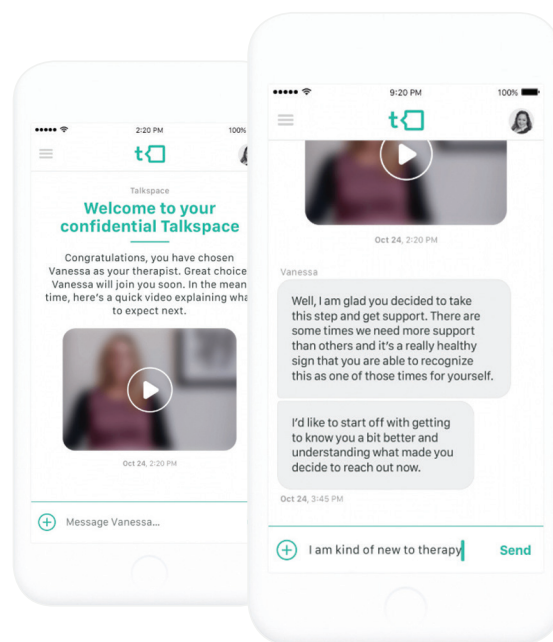 2:20 PM
100%
t
Talkspace
Welcome to your
confidential Talkspace
Congratulations, you have chosen
Vanessa as your therapist. Great choice
Vanessa will join you soon. In the mean
time, here's a quick video explaining wha
to expect next.
Oct 24, 2:20 PM
Message Vanessa...
9:20 PM
100%
t
Oct 24, 2:20 PM
Vanessa
Well, I am glad you decided to take
this step and get support. There are
some times we need more support
than others and it's a really healthy
sign that you are able to recognize
this as one of those times for yourself.
I'd like to start off with getting
to know you a bit better and
understanding what made you
decide to reach out now.
Oct 24, 3:45 PM
I am kind of new to therapy
Send